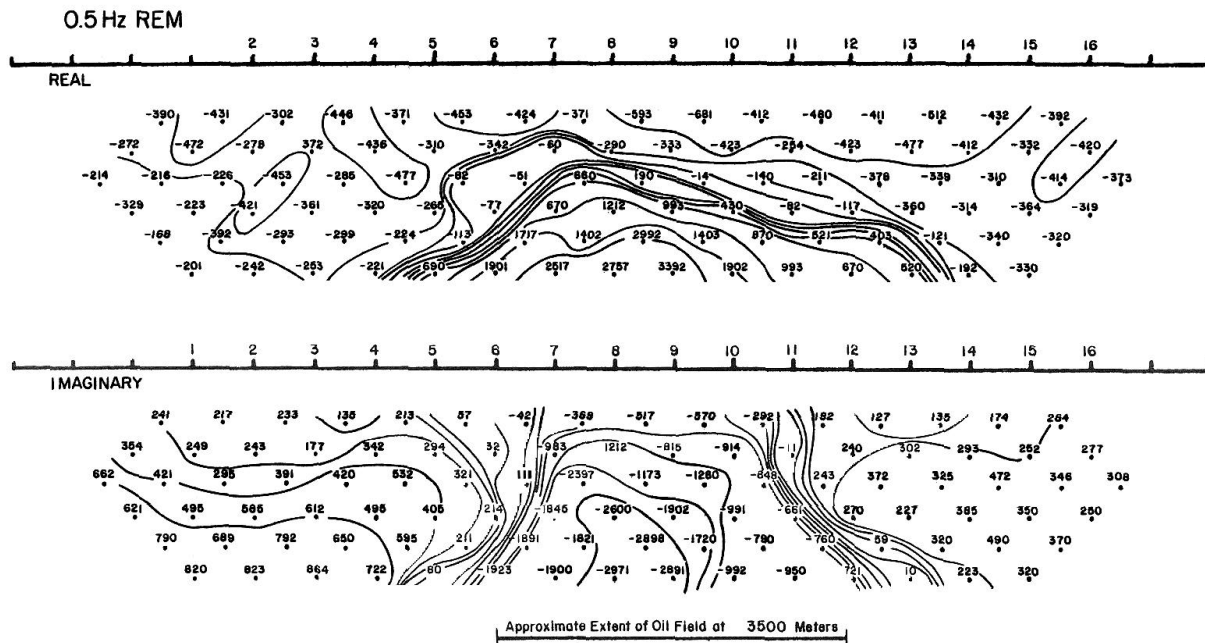 0.5 Hz REM
2 3 4 5 6 7 8 9 10 11 12 13 14 15 16
REAL
-390 -431 -302 -446 -371 -453 -424 -371 -593 -681 -412 -480 -411 -512 -432 -392
-272 -472 -278 372 -436 -310 -342 -60 -290 -333 -423 -254 -423 -477 -412 -332 -420
-214 -216 -226 -453 -285 -477 -82 -51 660 190 -14 -140 -211 -378 -339 -310 -414 -373
-329 -223 -421 -361 -320 -265 -77 670 1212 993 430 -82 -117 -360 -314 -364 -319
-168 -392 -293 -299 -224 -113 1717 1402 2992 1403 870 521 403 -121 -340 -320
-201 -242 -253 -221 690 1901 2517 2757 3392 1902 993 670 520 -192 -330
1 2 3 4 5 6 7 8 9 10 11 12 13 14 15 16
IMAGINARY
241 217 233 135 213 57 -42 -369 -517 -570 -292 182 127 135 174 264
354 249 243 177 342 294 32 -983 1212 -815 -914 -11 240 302 293 252 277
662 421 295 391 420 532 321 111 -2397 -1173 -1260 -848 243 372 325 472 346 308
621 495 566 612 495 405 214 -1845 -2600 -1902 -991 -661 270 227 385 350 250
790 689 792 650 595 211 -1891 -1821 -2898 -1720 -790 -760 59 320 490 370
820 823 864 722 80 -1923 -1900 -2971 -2891 -992 -950 721 10 223 320
Approximate Extent of Oil Field at 3500 Meters